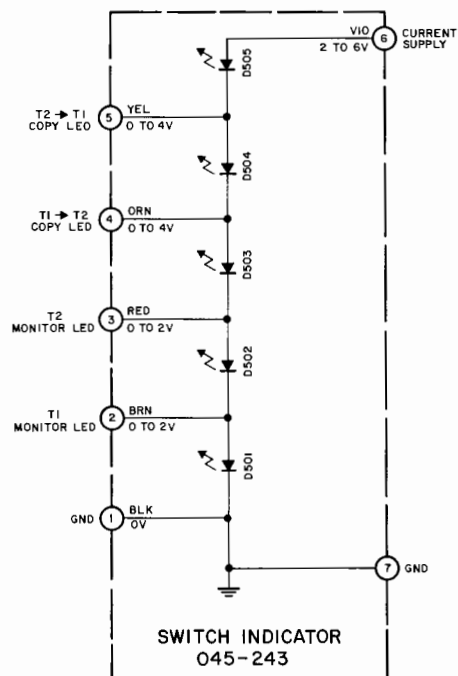 VIO
6
CURRENT
SUPPLY
2 TO 6V
D505
T2 → T1
COPY LED
5
YEL
0 TO 4V
D504
T1 → T2
COPY LED
4
ORN
0 TO 4V
D503
T2
MONITOR LED
3
RED
0 TO 2V
D502
T1
MONITOR LED
2
BRN
0 TO 2V
D501
GND
1
BLK
0V
7
GND
SWITCH INDICATOR
045-243